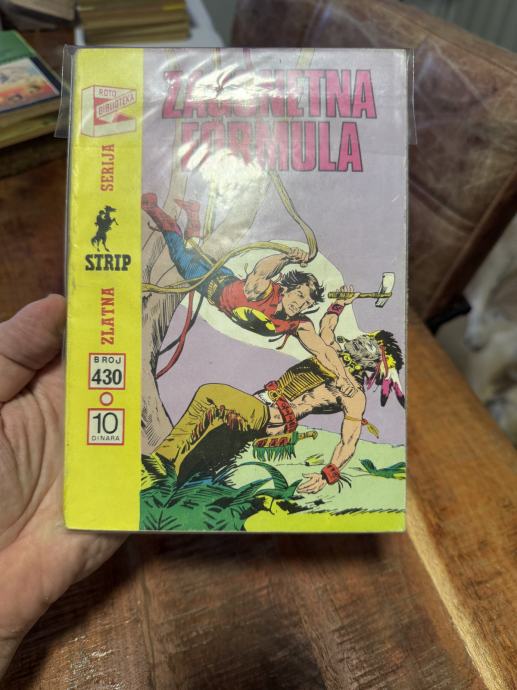 ROTO
BIBLIOTEKA
ZAGONETNA
FORMULA
ZLATNA SERIJA
STRIP
BROJ
430
10
DINARA